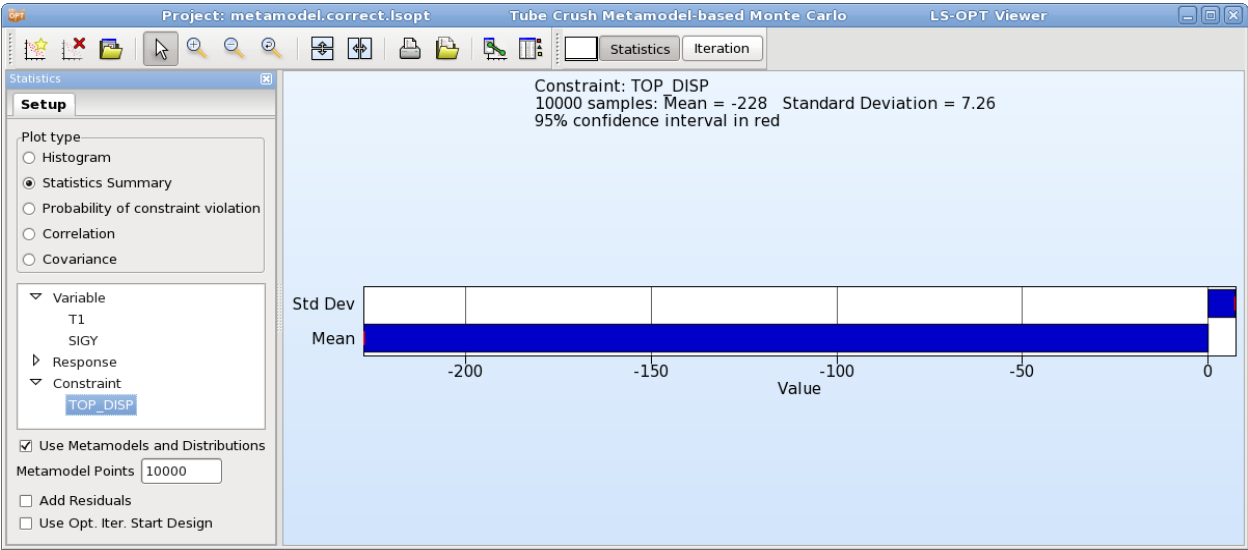 OPT Project: metamodel.correct.lsopt Tube Crush Metamodel-based Monte Carlo LS-OPT Viewer
Statistics Iteration
Statistics
Setup
Plot type
Histogram
Statistics Summary
Probability of constraint violation
Correlation
Covariance
Variable
T1
SIGY
Response
Constraint
TOP_DISP
Use Metamodels and Distributions
Metamodel Points 10000
Add Residuals
Use Opt. Iter. Start Design
Constraint: TOP_DISP
10000 samples: Mean = -228 Standard Deviation = 7.26
95% confidence interval in red
Std Dev
Mean
-200 -150 -100 -50 0
Value